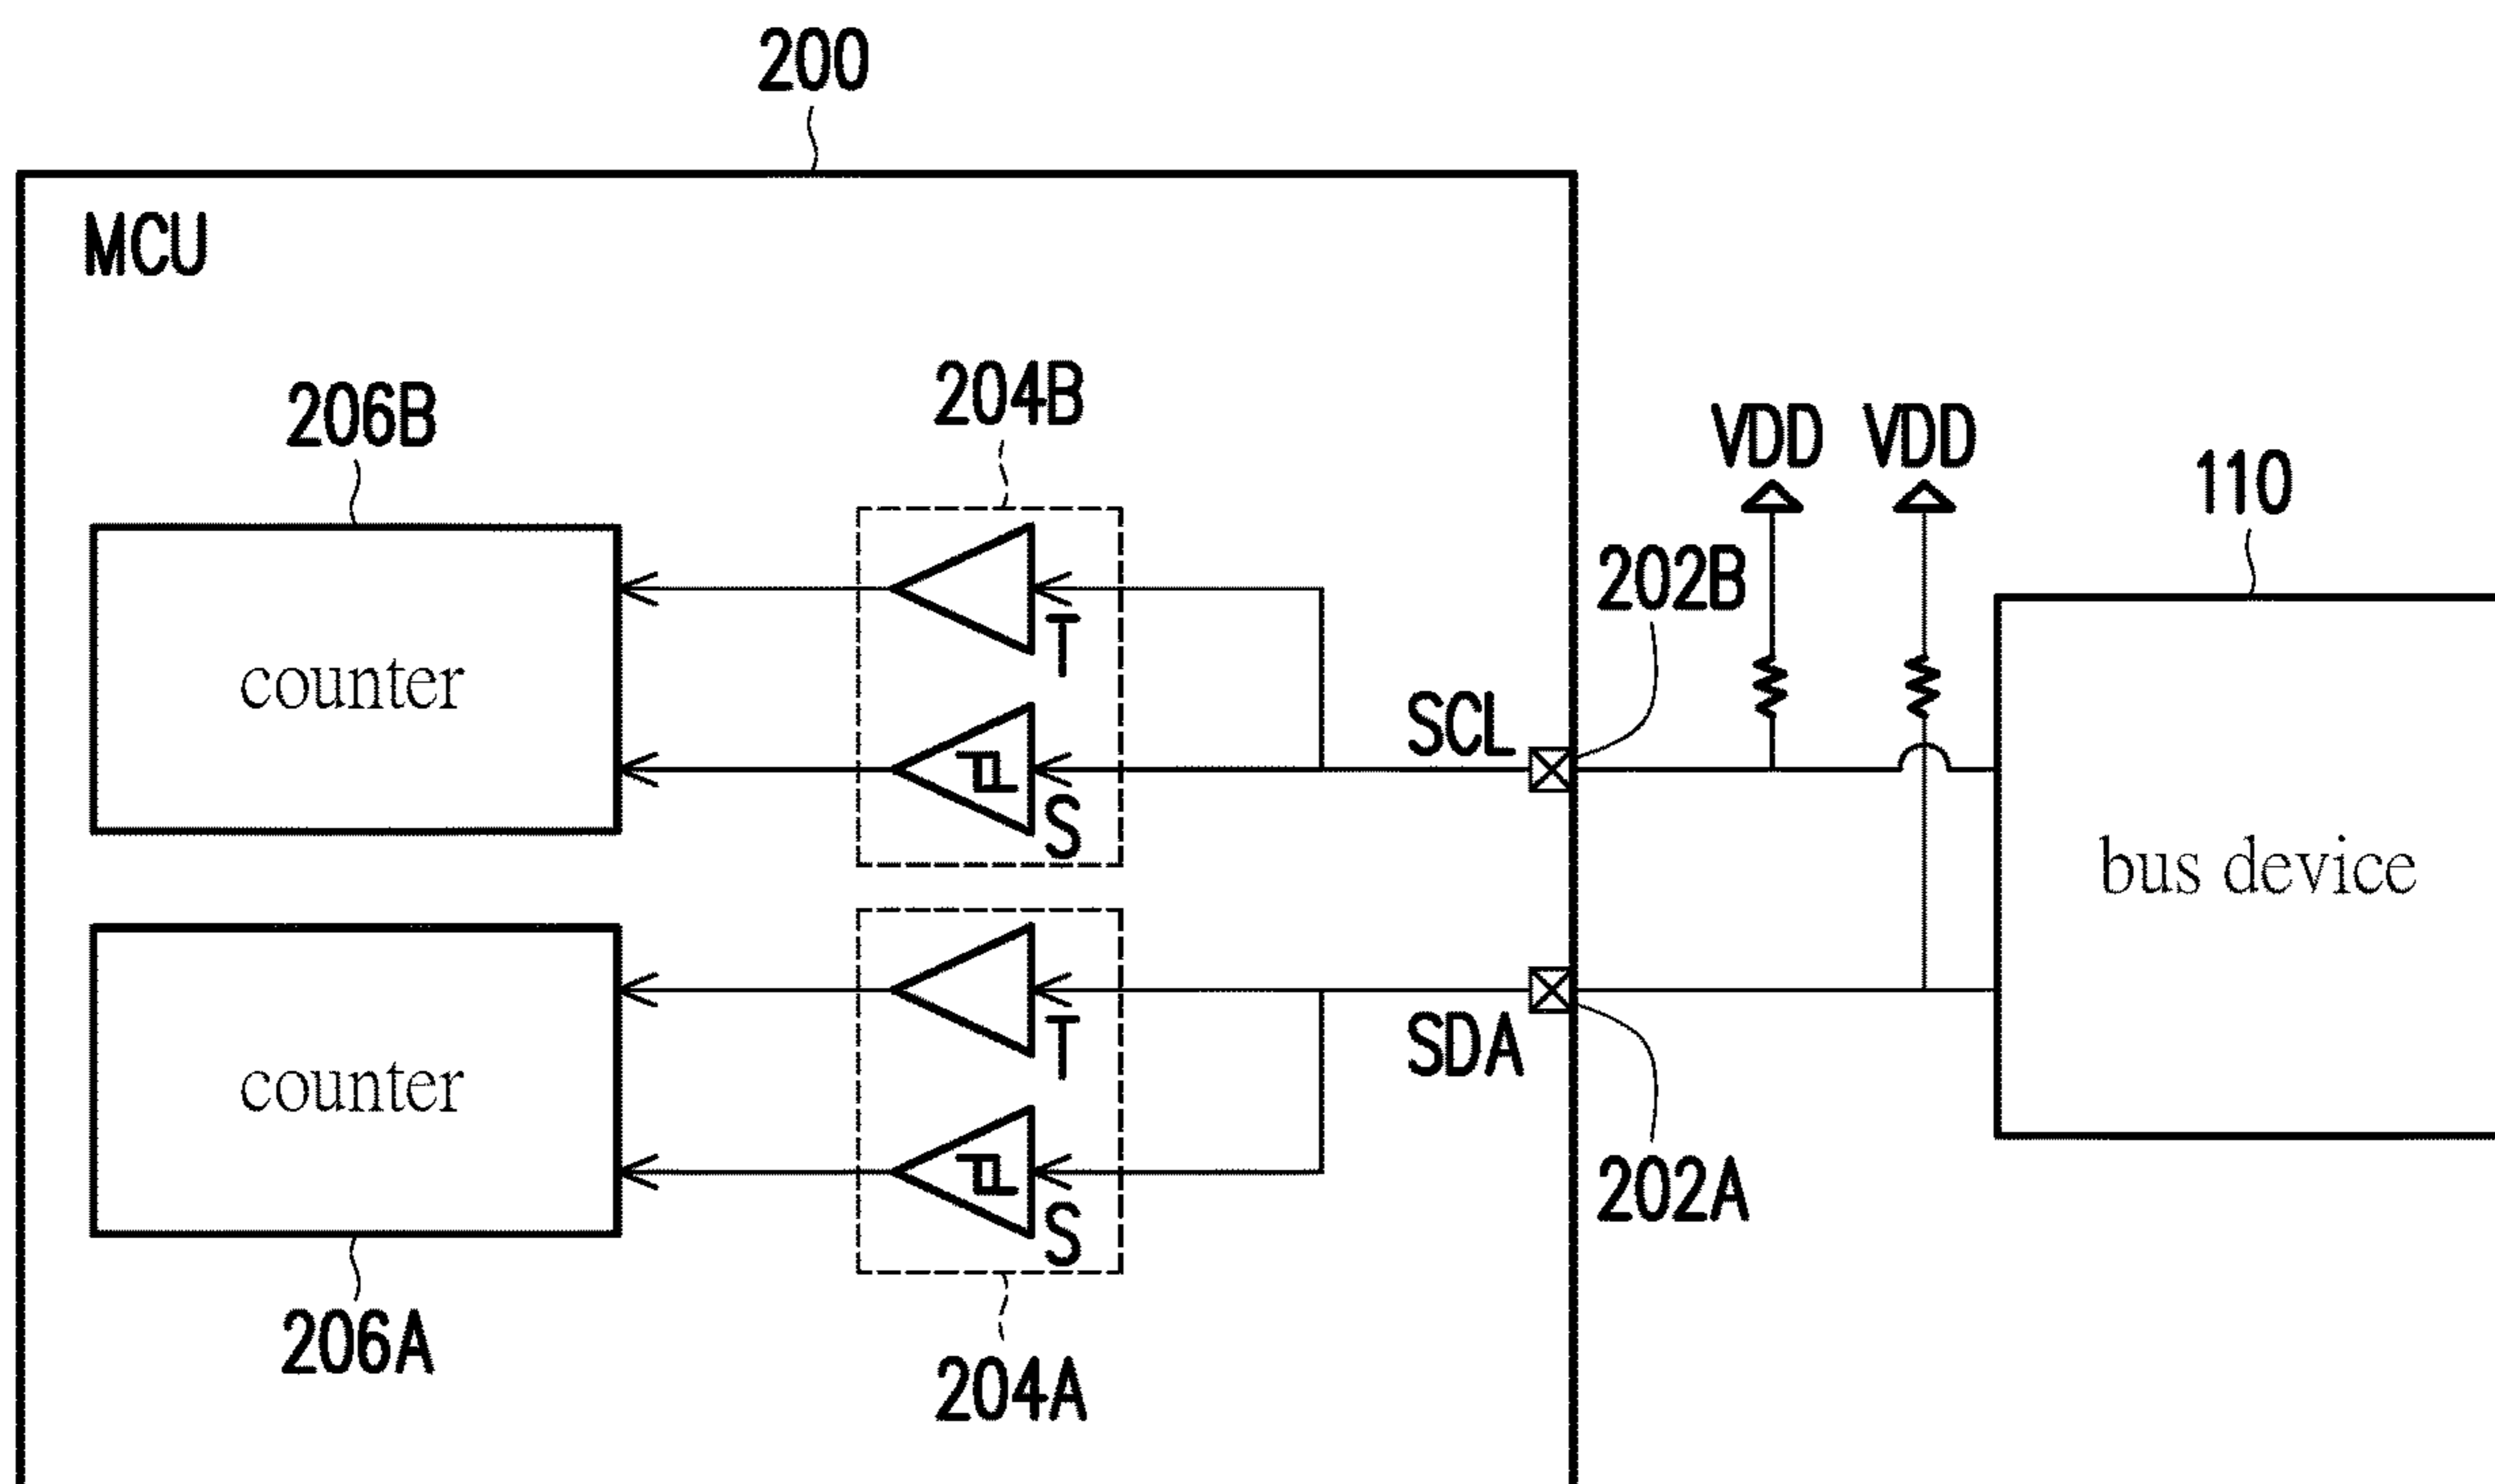 200
MCU
204B
206B
VDD
VDD
110
202B
counter
T
SCL
S
bus device
counter
T
SDA
S
202A
206A
204A